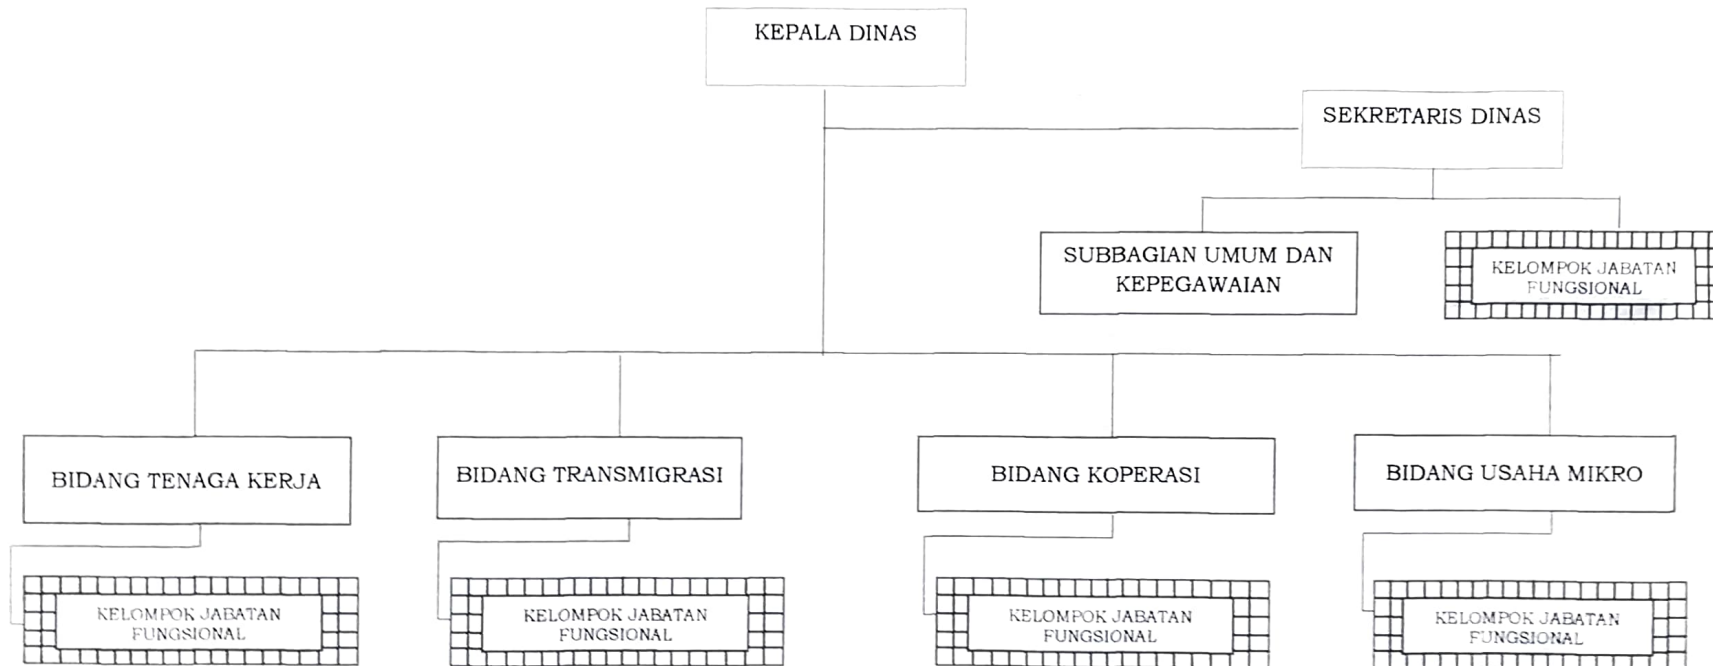 KEPALA DINAS
SEKRETARIS DINAS
SUBBAGIAN UMUM DAN
KEPEGAWAIAN
KELOMPOK JABATAN
FUNGSIONAL
BIDANG TENAGA KERJA
BIDANG TRANSMIGRASI
BIDANG KOPERASI
BIDANG USAHA MIKRO
KELOMPOK JABATAN
FUNGSIONAL
KELOMPOK JABATAN
FUNGSIONAL
KELOMPOK JABATAN
FUNGSIONAL
KELOMPOK JABATAN
FUNGSIONAL